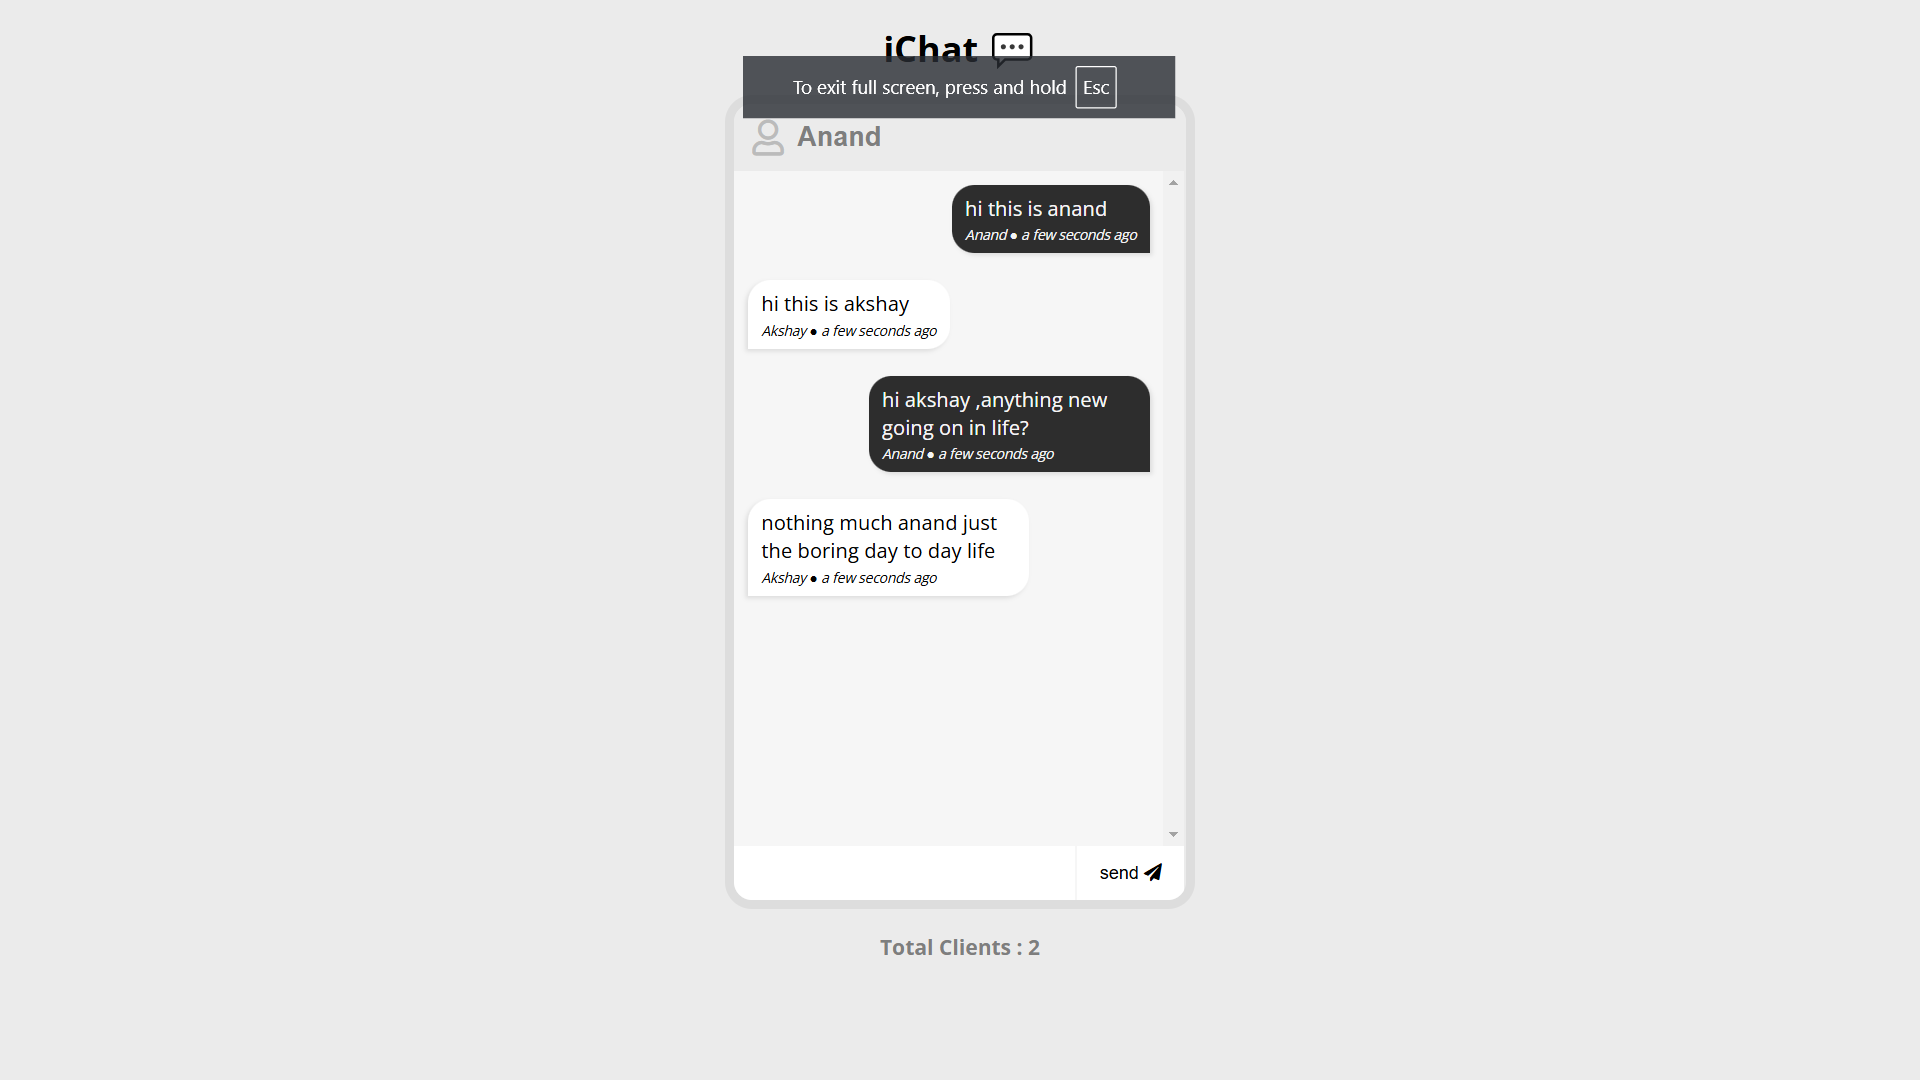 iChat
To exit full screen, press and hold Esc
Anand
hi this is anand
Anand ● a few seconds ago
hi this is akshay
Akshay ● a few seconds ago
hi akshay ,anything new
going on in life?
Anand ● a few seconds ago
nothing much anand just
the boring day to day life
Akshay ● a few seconds ago
send
Total Clients : 2